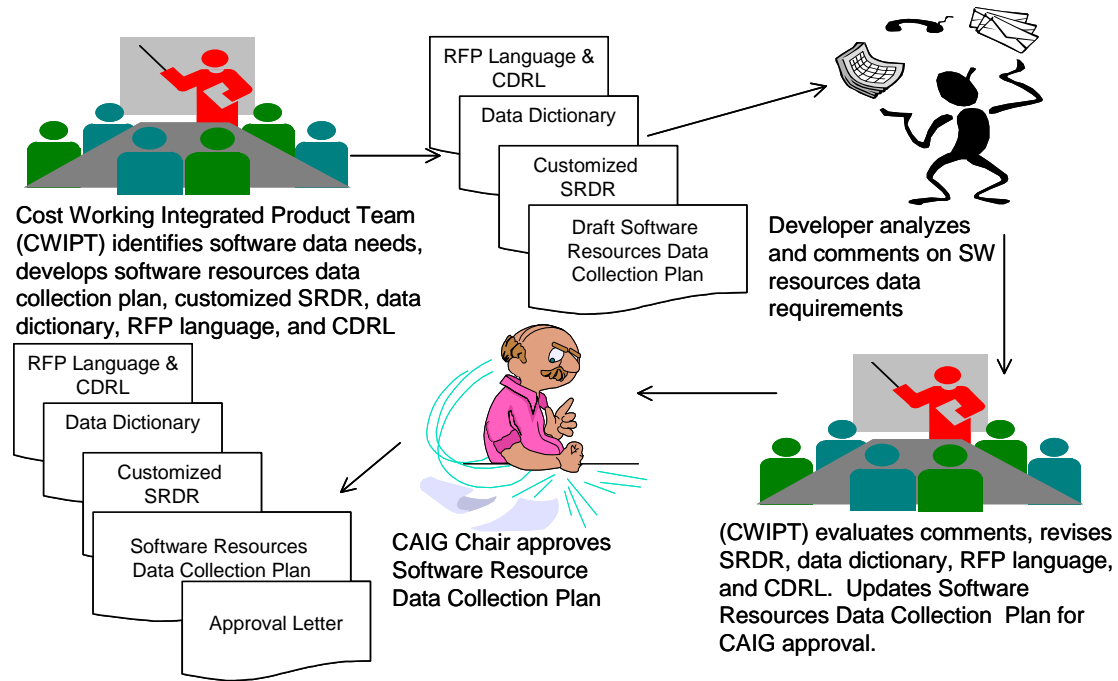 RFP Language &
CDRL
Data Dictionary
Customized
SRDR
Draft Software
Resources Data
Collection Plan
Cost Working Integrated Product Team
(CWIPT) identifies software data needs,
develops software resources data
collection plan, customized SRDR, data
dictionary, RFP language, and CDRL
Developer analyzes
and comments on SW
resources data
requirements
(CWIPT) evaluates comments, revises
SRDR, data dictionary, RFP language,
and CDRL.  Updates Software
Resources Data Collection  Plan for
CAIG approval.
CAIG Chair approves
Software Resource
Data Collection Plan
RFP Language &
CDRL
Data Dictionary
Customized
SRDR
Software Resources
Data Collection Plan
Approval Letter